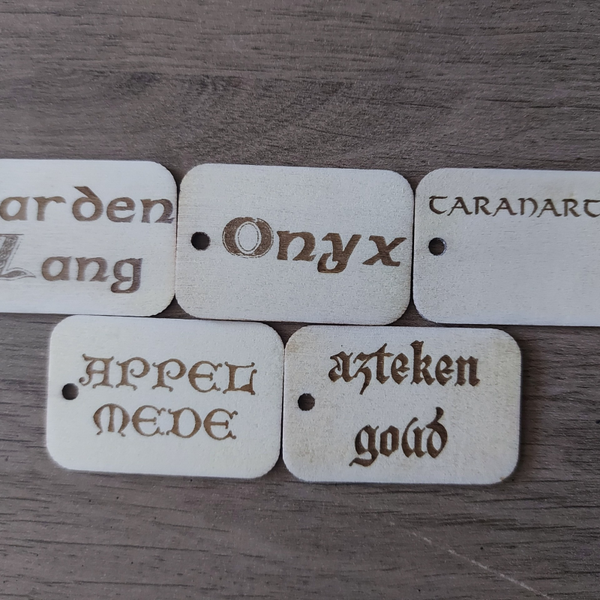 arden
Lang
Onyx
TARANART
APPEL
MEDE
azteken
goud